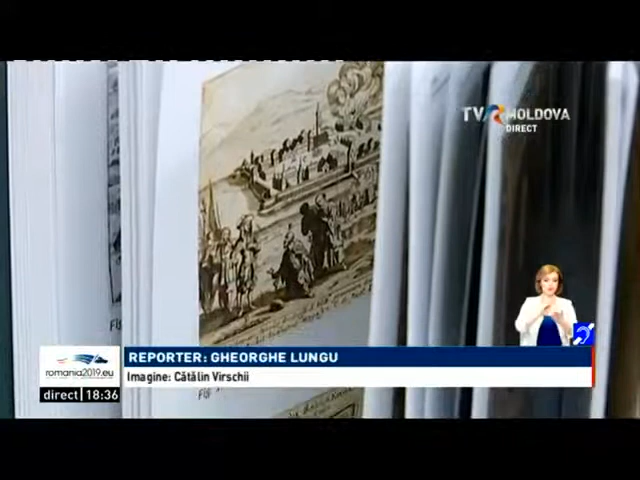 TVR MOLDOVA
DIRECT
REPORTER: GHEORGHE LUNGU
Imagine: Cătălin Virschii
romania2019.eu
direct 18:36